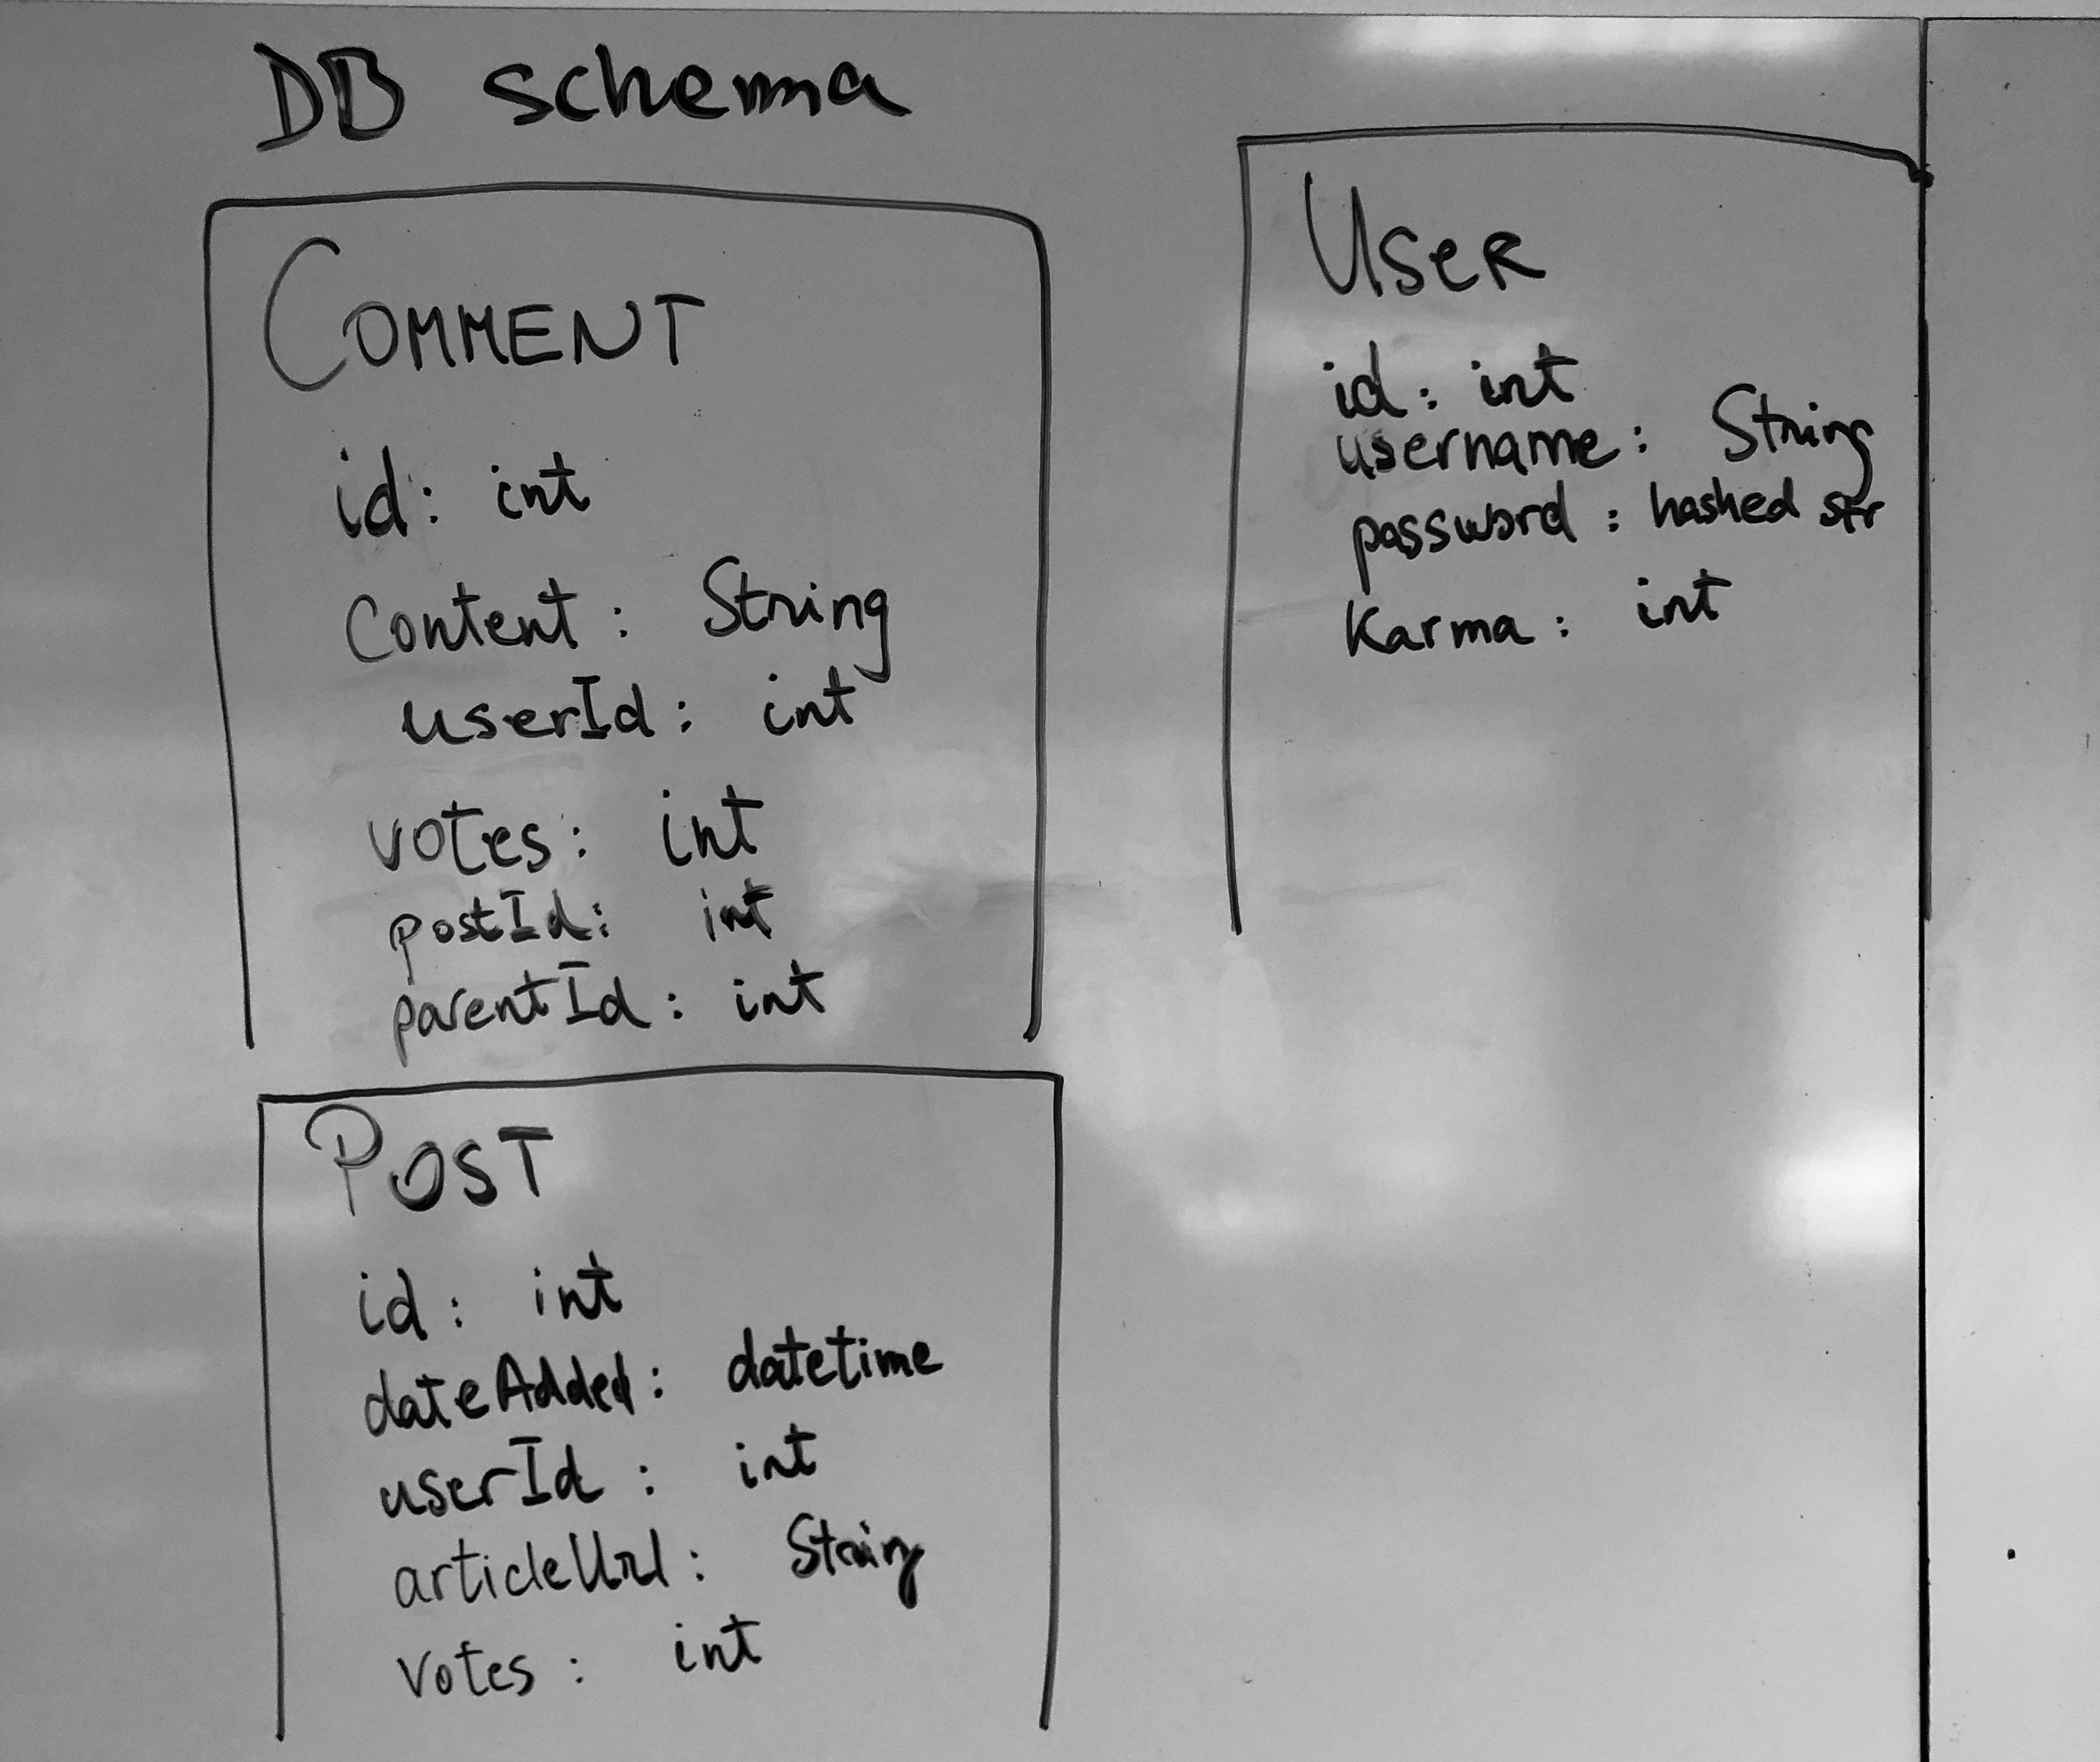 DB schema
COMMENT
id: int
Content: String
userId: int
votes: int
postId: int
parentId: int
POST
id: int
dateAdded: datetime
userId: int
articleUrl: String
votes: int
USeR
id: int
username: String
password: hashed str
Karma: int